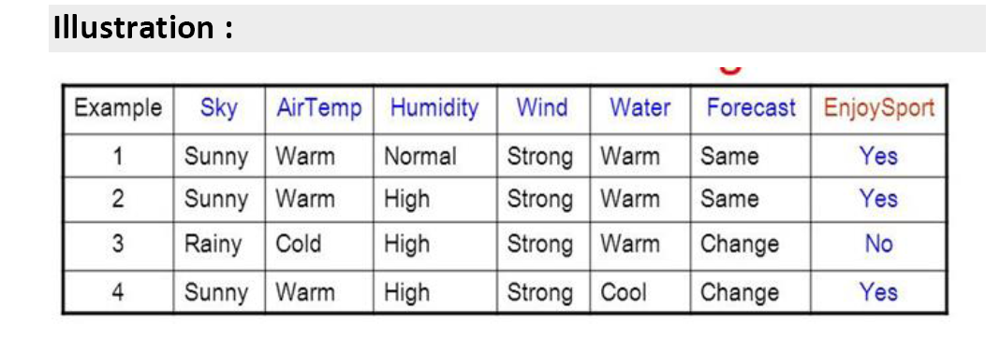 Illustration :
Example Sky AirTemp Humidity Wind Water Forecast EnjoySport
1 Sunny Warm Normal Strong Warm Same Yes
2 Sunny Warm High Strong Warm Same Yes
3 Rainy Cold High Strong Warm Change No
4 Sunny Warm High Strong Cool Change Yes